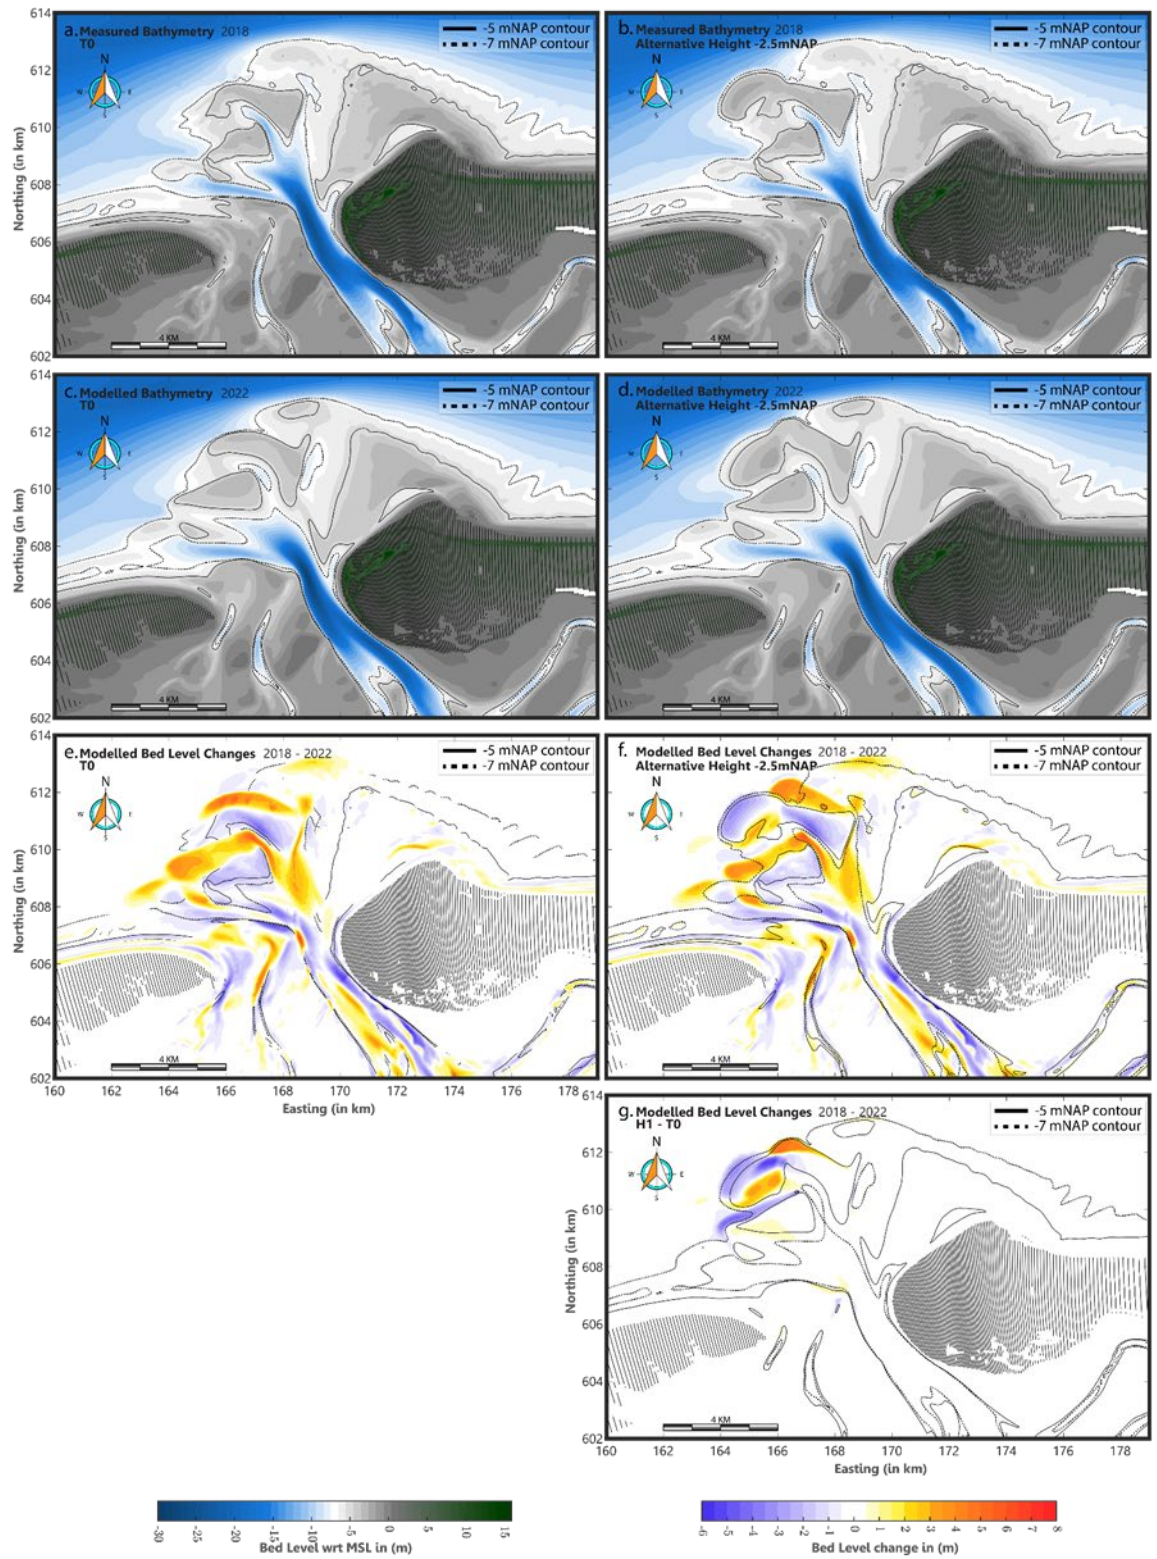 614
a. Measured Bathymetry 2018
T0
-5 mNAP contour
-7 mNAP contour
N
W
E
S
612
610
608
606
604
602
Northing (in km)
4 KM
b. Measured Bathymetry 2018
Alternative Height -2.5mNAP
-5 mNAP contour
-7 mNAP contour
N
W
E
S
4 KM
614
c. Modelled Bathymetry 2022
T0
-5 mNAP contour
-7 mNAP contour
N
W
E
S
612
610
608
606
604
602
Northing (in km)
4 KM
d. Modelled Bathymetry 2022
Alternative Height -2.5mNAP
-5 mNAP contour
-7 mNAP contour
N
W
E
S
4 KM
614
e. Modelled Bed Level Changes 2018 - 2022
T0
-5 mNAP contour
-7 mNAP contour
N
W
E
S
612
610
608
606
604
602
Northing (in km)
4 KM
160 162 164 166 168 170 172 174 176 178
Easting (in km)
f. Modelled Bed Level Changes 2018 - 2022
Alternative Height -2.5mNAP
-5 mNAP contour
-7 mNAP contour
N
W
E
S
4 KM
614
g. Modelled Bed Level Changes 2018 - 2022
H1 - T0
-5 mNAP contour
-7 mNAP contour
N
W
E
S
612
610
608
606
604
602
Northing (in km)
4 KM
160 162 164 166 168 170 172 174 176 178
Easting (in km)
-30 -25 -20 -15 -10 -5 0 5 10 15
Bed Level wrt MSL in (m)
-6 -5 -4 -3 -2 -1 0 1 2 3 4 5 6 7 8
Bed Level change in (m)